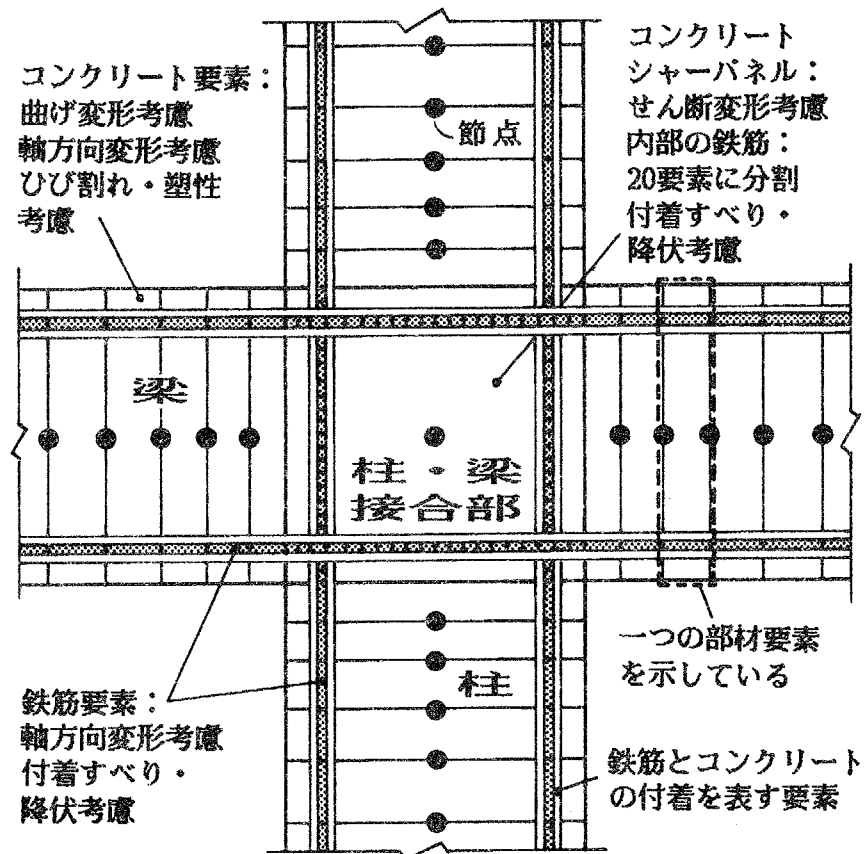 コンクリート要素：
曲げ変形考慮
軸方向変形考慮
ひび割れ・塑性
考慮
節点
コンクリート
シャーパネル：
せん断変形考慮
内部の鉄筋：
20要素に分割
付着すべり・
降伏考慮
梁
柱・梁
接合部
柱
一つの部材要素
を示している
鉄筋要素：
軸方向変形考慮
付着すべり・
降伏考慮
鉄筋とコンクリート
の付着を表す要素